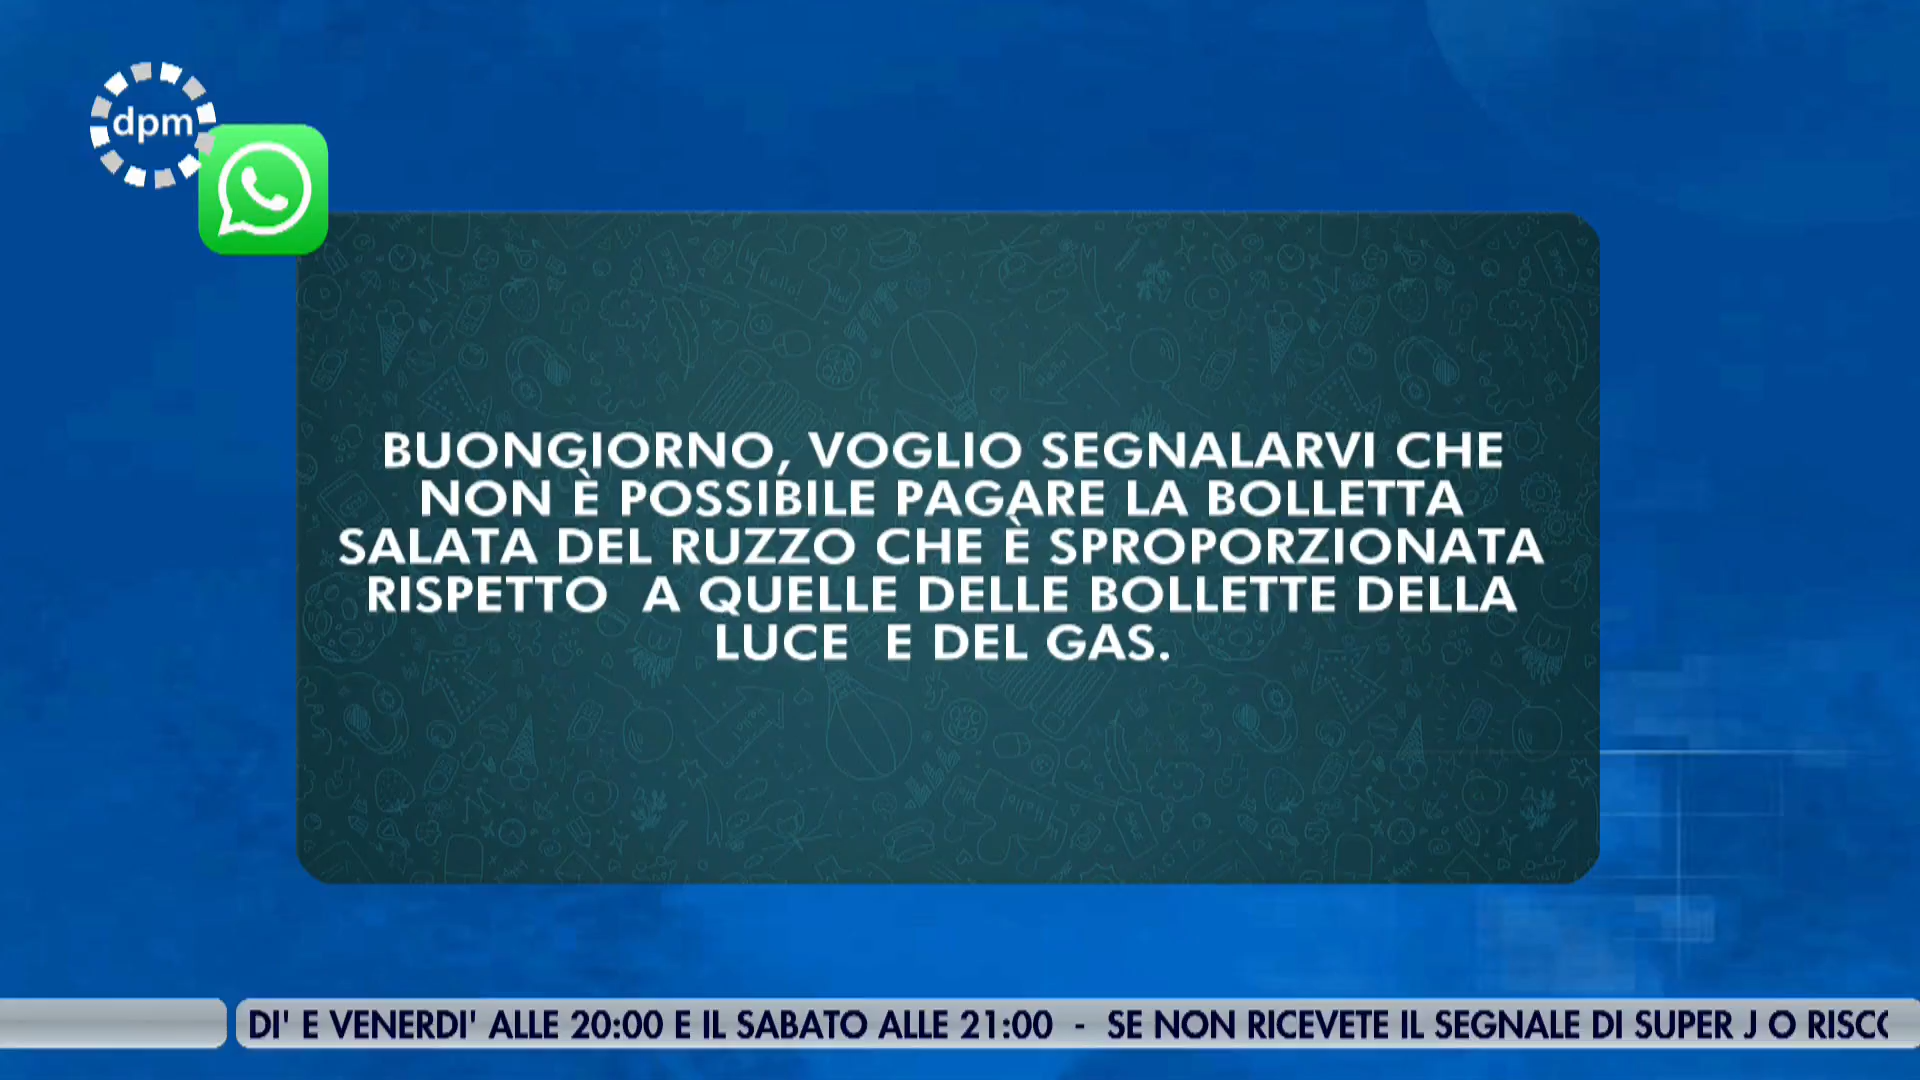 dpm
BUONGIORNO, VOGLIO SEGNALARVI CHE
NON È POSSIBILE PAGARE LA BOLLETTA
SALATA DEL RUZZO CHE È SPROPORZIONATA
RISPETTO  A QUELLE DELLE BOLLETTE DELLA
LUCE  E DEL GAS.
DI' E VENERDI' ALLE 20:00 E IL SABATO ALLE 21:00  -  SE NON RICEVETE IL SEGNALE DI SUPER J O